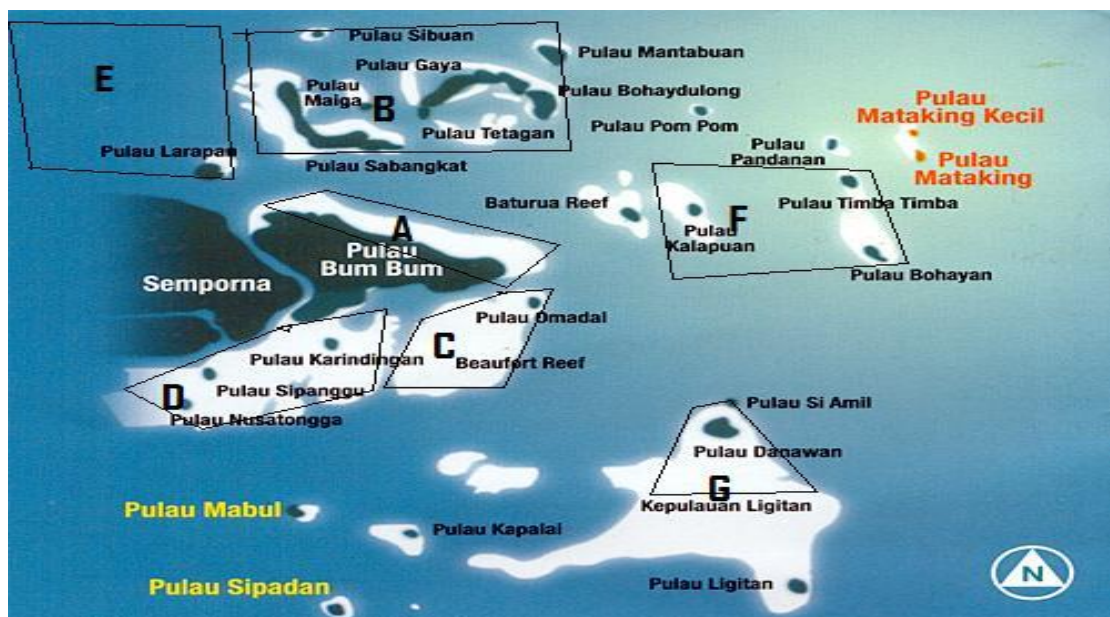 Pulau Sibuan
E
Pulau Mantabuan
Pulau Gaya
Pulau
Maiga
B
Pulau Bohaydulong
Pulau
Mataking Kecil
Pulau Pom Pom
Pulau Tetagan
Pulau Larapan
Pulau Sabangkat
Pulau
Pandanan
Pulau
Mataking
Baturua Reef
Pulau Timba Timba
F
Pulau
Kalapuan
A
Pulau
Bum Bum
Pulau Bohayan
Semporna
Pulau Omadal
C
Pulau Karindingan
Beaufort Reef
Pulau Sipanggu
D
Pulau Nusatongga
Pulau Si Amil
Pulau Danawan
G
Kepulauan Ligitan
Pulau Mabul
Pulau Kapalai
Pulau Sipadan
Pulau Ligitan
N